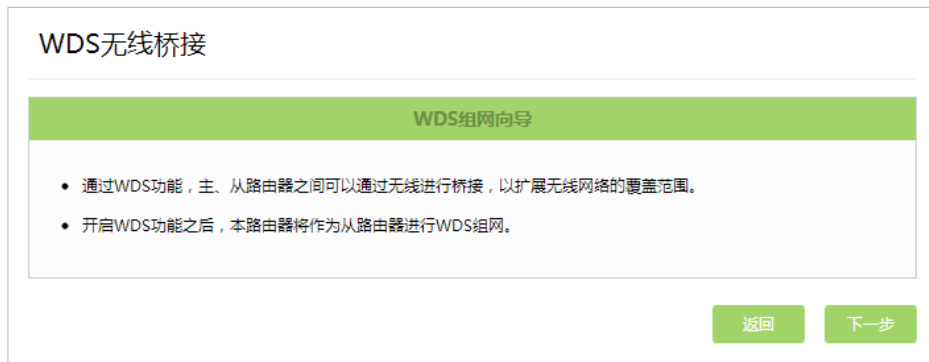 WDS无线桥接
WDS组网向导
通过WDS功能，主、从路由器之间可以通过无线进行桥接，以扩展无线网络的覆盖范围。
开启WDS功能之后，本路由器将作为从路由器进行WDS组网。
返回
下一步